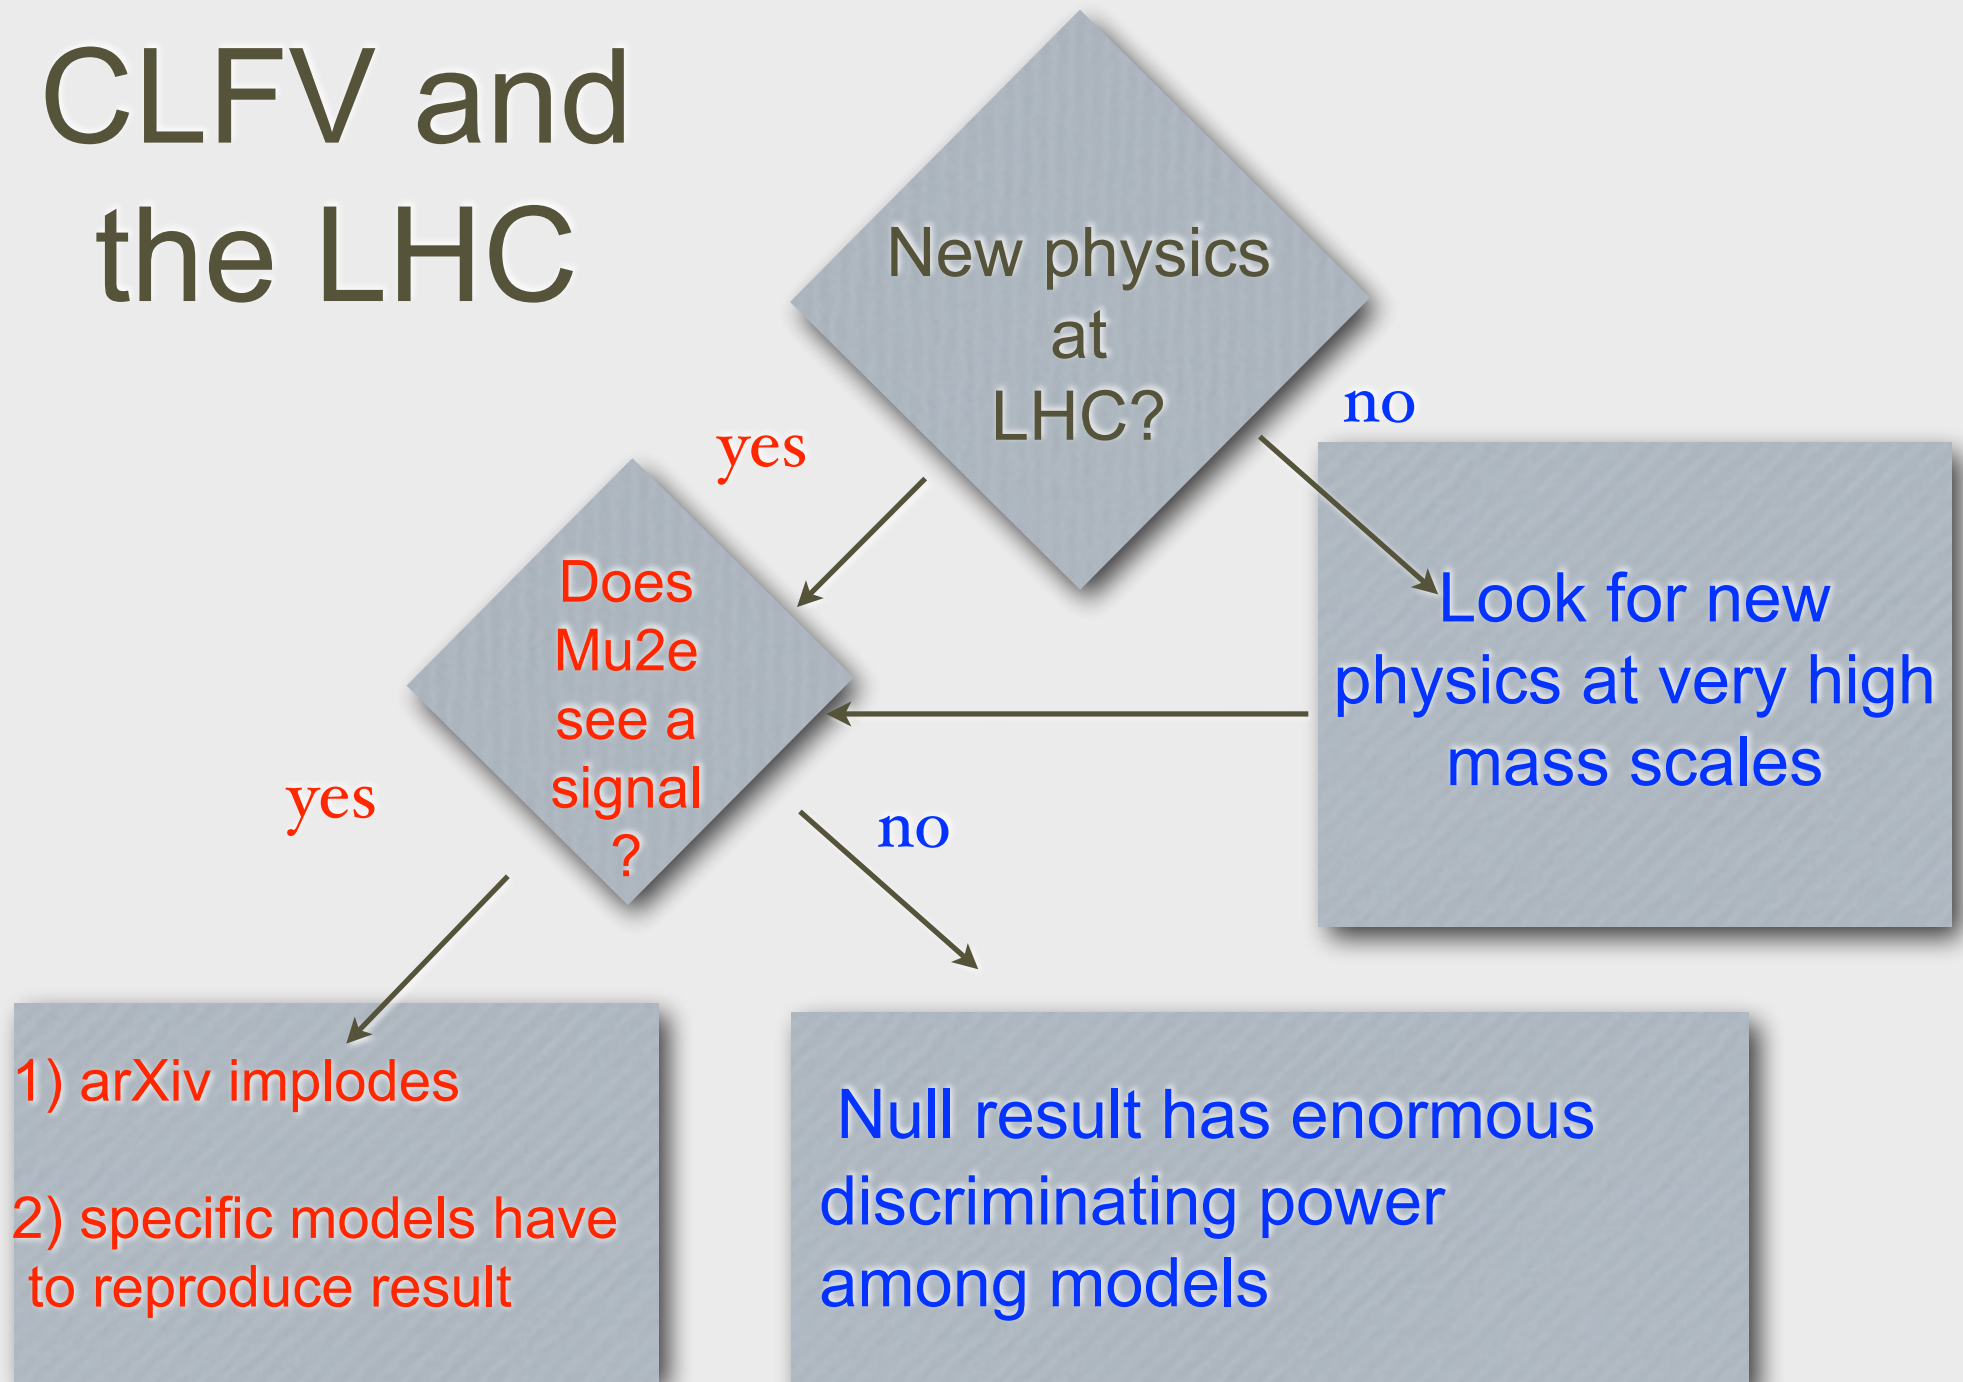 CLFV and
the LHC
New physics
at
LHC?
yes
no
Does
Mu2e
see a
signal
?
Look for new
physics at very high
mass scales
yes
no
1) arXiv implodes
2) specific models have
to reproduce result
Null result has enormous
discriminating power
among models